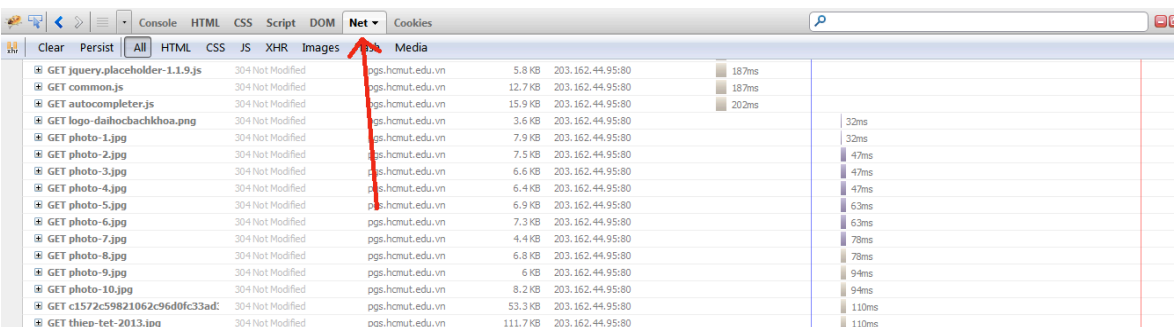 Console HTML CSS Script DOM Net Cookies
xhr Clear Persist All HTML CSS JS XHR Images Flash Media
GET jquery.placeholder-1.1.9.js 304 Not Modified pgs.hcmut.edu.vn 5.8 KB 203.162.44.95:80 187ms
GET common.js 304 Not Modified pgs.hcmut.edu.vn 12.7 KB 203.162.44.95:80 187ms
GET autocompleter.js 304 Not Modified pgs.hcmut.edu.vn 15.9 KB 203.162.44.95:80 202ms
GET logo-daihocbachkhoa.png 304 Not Modified pgs.hcmut.edu.vn 3.6 KB 203.162.44.95:80 32ms
GET photo-1.jpg 304 Not Modified pgs.hcmut.edu.vn 7.9 KB 203.162.44.95:80 32ms
GET photo-2.jpg 304 Not Modified pgs.hcmut.edu.vn 7.5 KB 203.162.44.95:80 47ms
GET photo-3.jpg 304 Not Modified pgs.hcmut.edu.vn 6.6 KB 203.162.44.95:80 47ms
GET photo-4.jpg 304 Not Modified pgs.hcmut.edu.vn 6.4 KB 203.162.44.95:80 47ms
GET photo-5.jpg 304 Not Modified pgs.hcmut.edu.vn 6.9 KB 203.162.44.95:80 63ms
GET photo-6.jpg 304 Not Modified pgs.hcmut.edu.vn 7.3 KB 203.162.44.95:80 63ms
GET photo-7.jpg 304 Not Modified pgs.hcmut.edu.vn 4.4 KB 203.162.44.95:80 78ms
GET photo-8.jpg 304 Not Modified pgs.hcmut.edu.vn 6.8 KB 203.162.44.95:80 78ms
GET photo-9.jpg 304 Not Modified pgs.hcmut.edu.vn 6 KB 203.162.44.95:80 94ms
GET photo-10.jpg 304 Not Modified pgs.hcmut.edu.vn 8.2 KB 203.162.44.95:80 94ms
GET c1572c59821062c96d0fc33ad 304 Not Modified pgs.hcmut.edu.vn 53.3 KB 203.162.44.95:80 110ms
GET thiep-tet-2013.jpg 304 Not Modified pgs.hcmut.edu.vn 111.7 KB 203.162.44.95:80 110ms